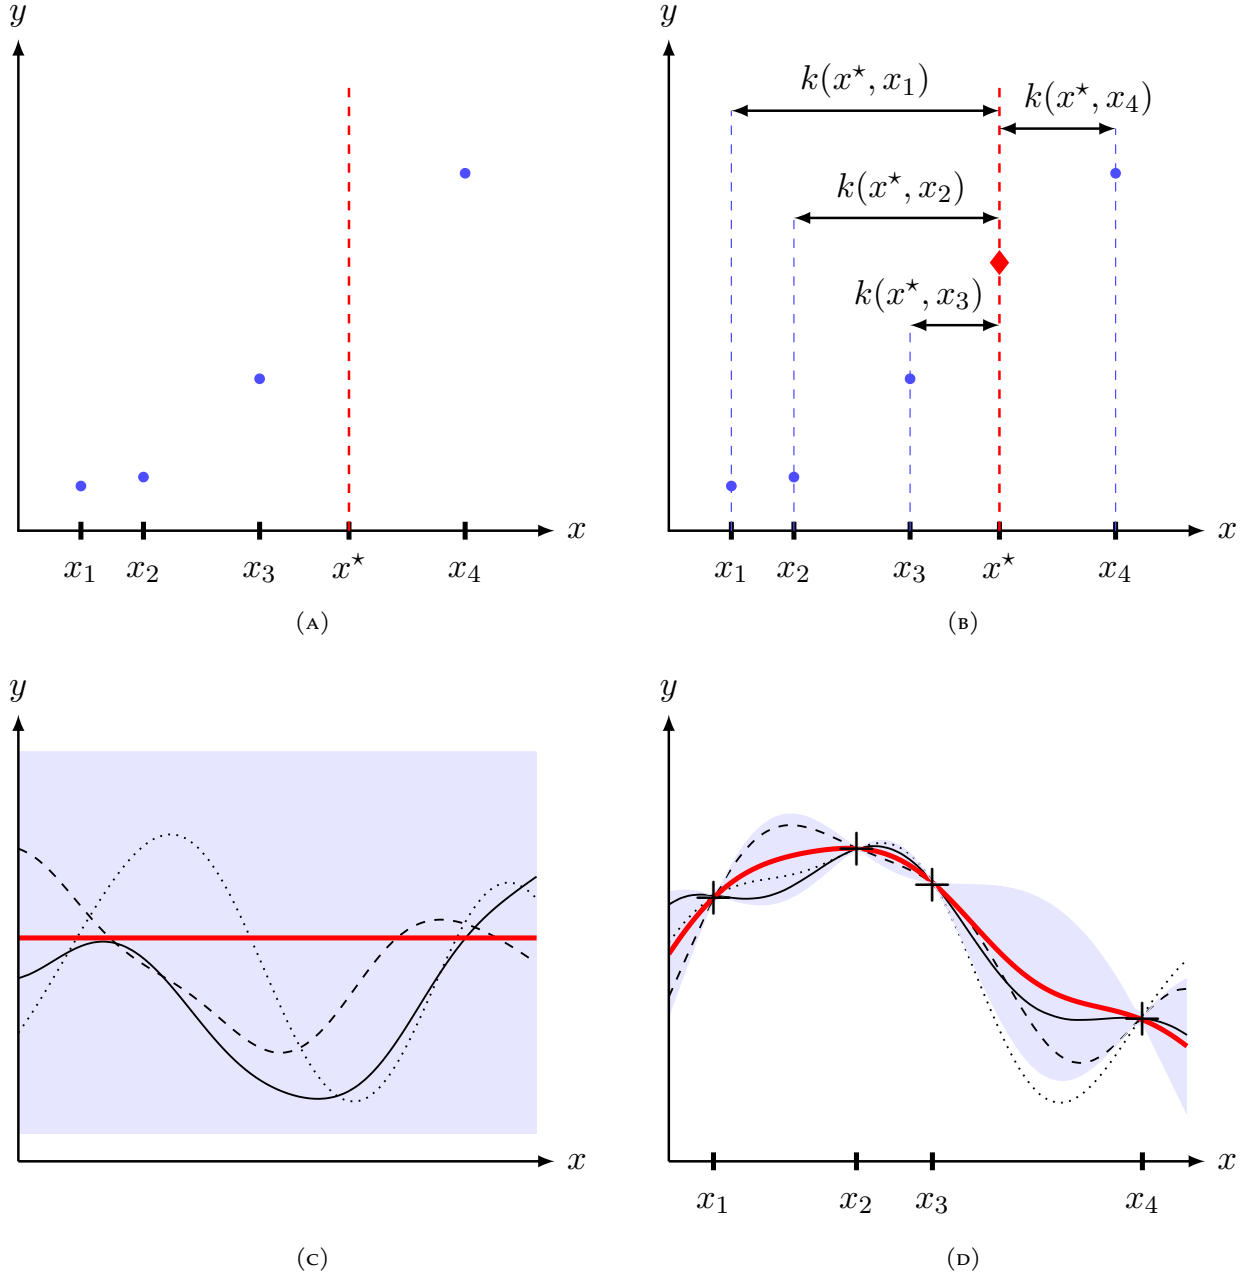 y
y
k(x⋆, x₁)
k(x⋆, x₄)
k(x⋆, x₂)
k(x⋆, x₃)
x
x
x₁ x₂ x₃ x⋆ x₄
x₁ x₂ x₃ x⋆ x₄
(A)
(B)
y
y
x
x
x₁ x₂ x₃ x₄
(C)
(D)